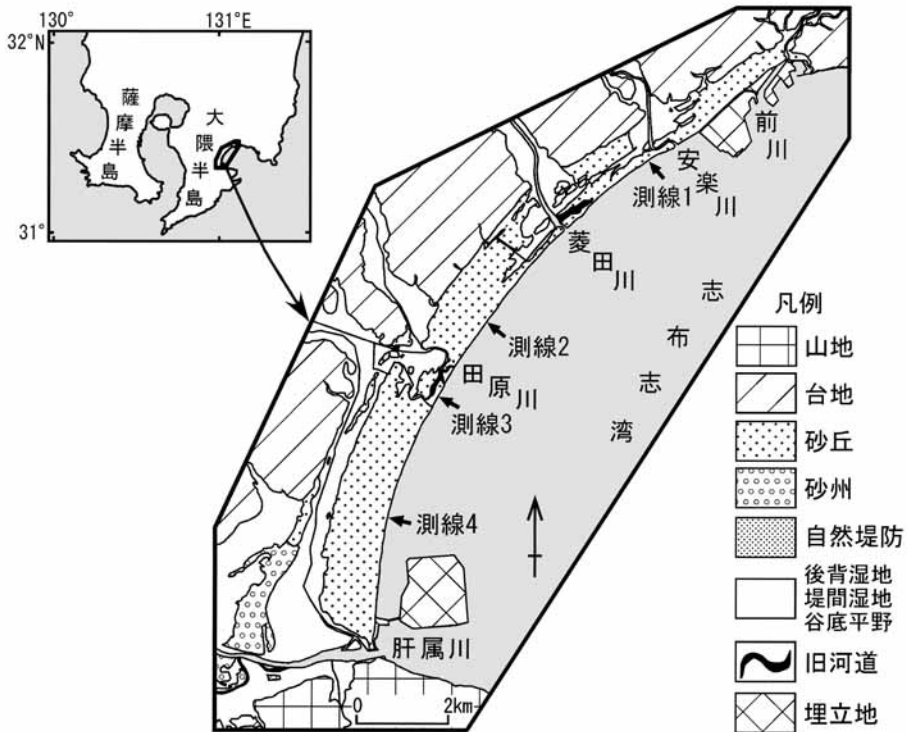 130°
131°E
32°N
31°
薩摩半島
大隅半島
前川
安楽川
測線1
菱田川
測線2
田原川
測線3
測線4
志布志湾
肝属川
0
2km
凡例
山地
台地
砂丘
砂州
自然堤防
後背湿地
堤間湿地
谷底平野
旧河道
埋立地